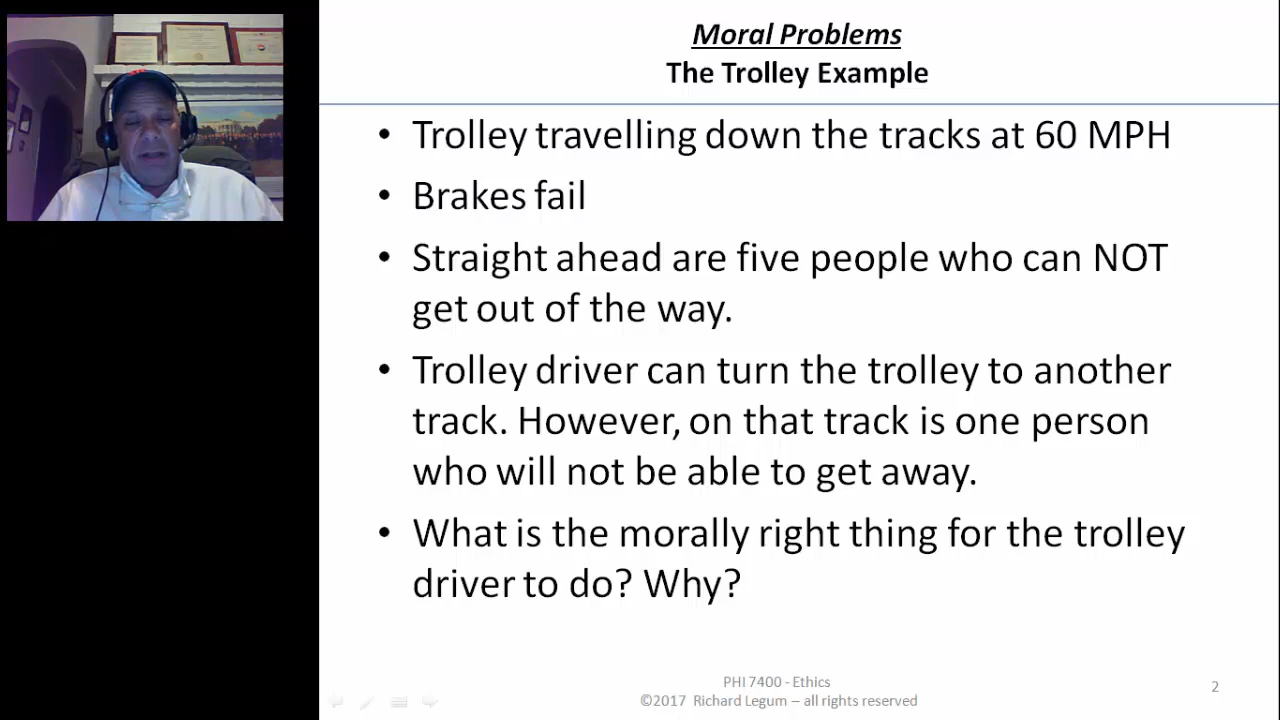 Moral Problems
The Trolley Example
• Trolley travelling down the tracks at 60 MPH
• Brakes fail
• Straight ahead are five people who can NOT
get out of the way.
• Trolley driver can turn the trolley to another
track. However, on that track is one person
who will not be able to get away.
• What is the morally right thing for the trolley
driver to do? Why?
PHI 7400 - Ethics
©2017 Richard Legum – all rights reserved
2